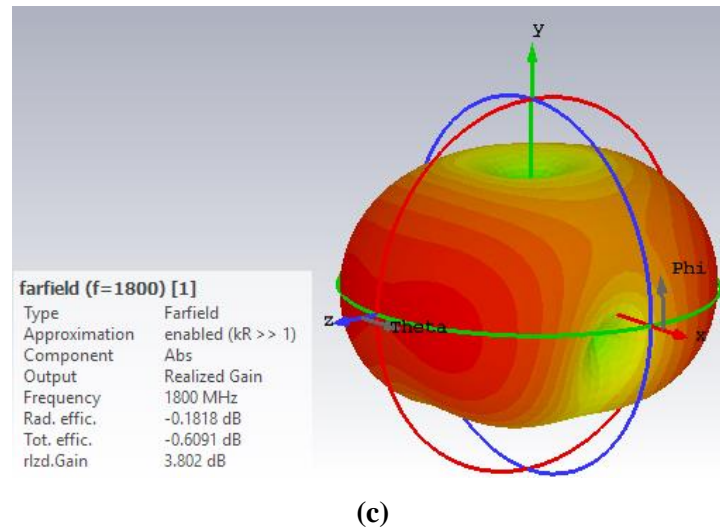 y
Phi
z
Theta
x
farfield (f=1800) [1]
Type Farfield
Approximation enabled (kR >> 1)
Component Abs
Output Realized Gain
Frequency 1800 MHz
Rad. effic. -0.1818 dB
Tot. effic. -0.6091 dB
rlzd.Gain 3.802 dB
(c)